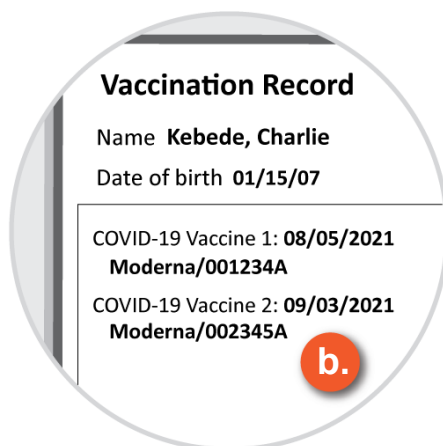 Vaccination Record
Name Kebede, Charlie
Date of birth 01/15/07
COVID-19 Vaccine 1: 08/05/2021
Moderna/001234A
COVID-19 Vaccine 2: 09/03/2021
Moderna/002345A
b.